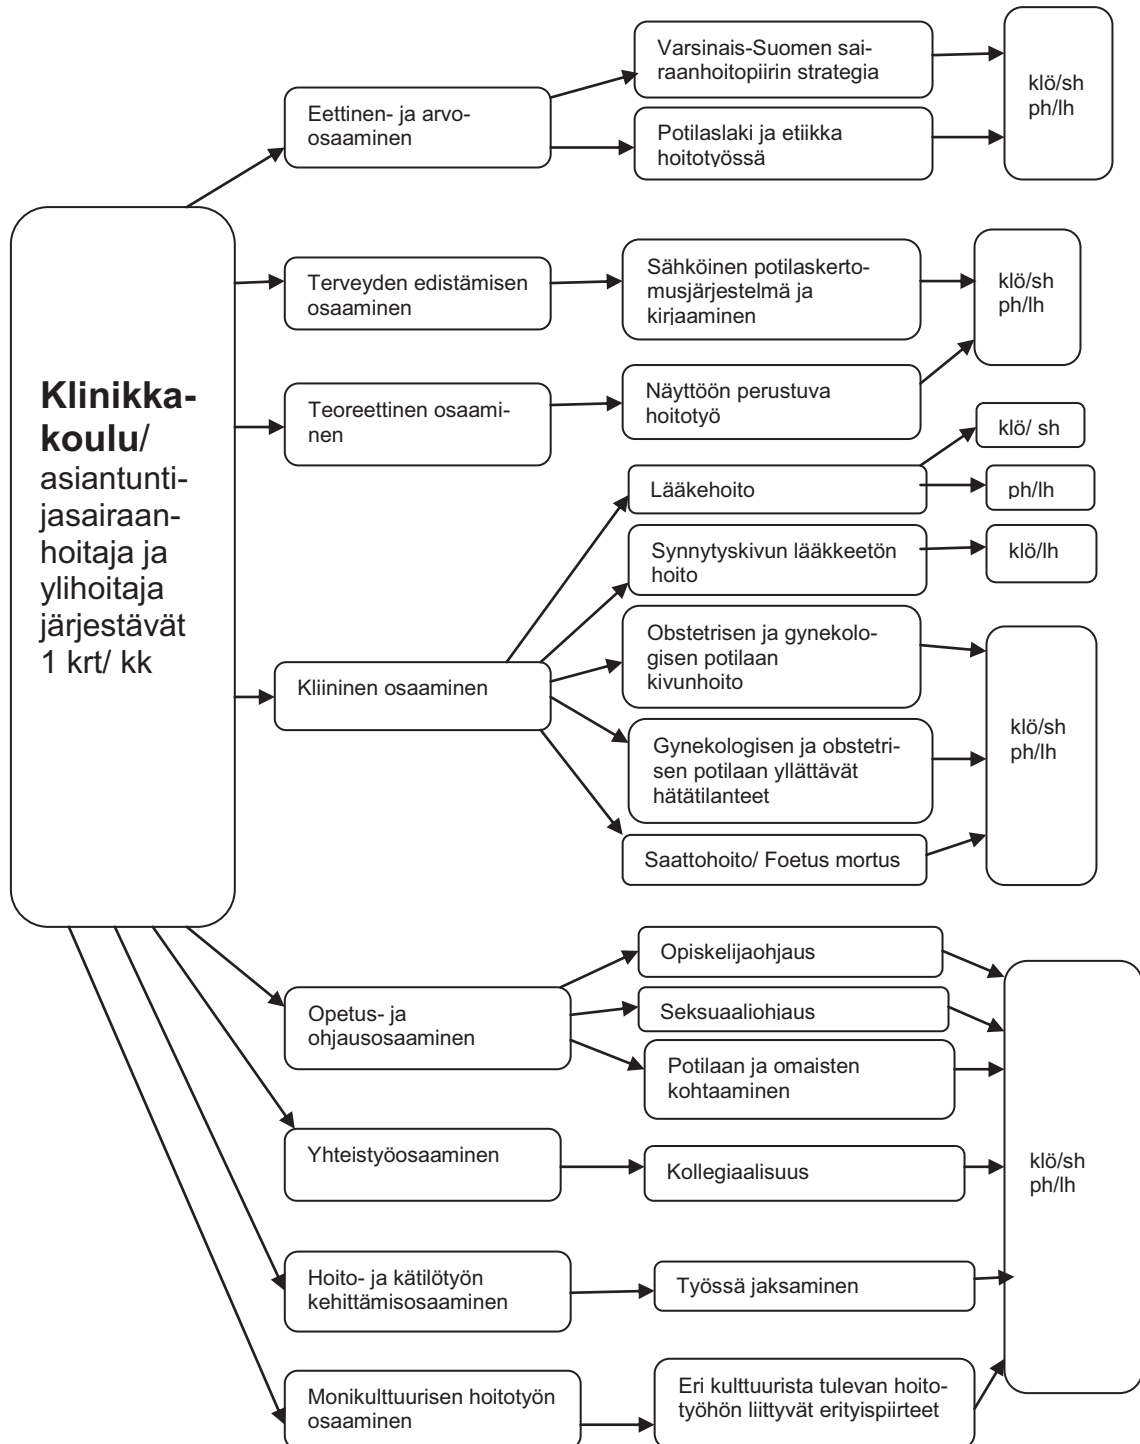 Klinikka-
koulu/
asiantunti-
jasairaan-
hoitaja ja
ylihoitaja
järjestävät
1 krt/ kk
Eettinen- ja arvo-
osaaminen
Varsinais-Suomen sai-
raanhoitopiirin strategia
Potilaslaki ja etiikka
hoitotyössä
klö/sh
ph/lh
Terveyden edistämisen
osaaminen
Sähköinen potilaskerto-
musjärjestelmä ja
kirjaaminen
klö/sh
ph/lh
Teoreettinen osaami-
nen
Näyttöön perustuva
hoitotyö
Kliininen osaaminen
Lääkehoito
klö/ sh
ph/lh
Synnytyskivun lääkkeetön
hoito
klö/lh
Obstetrisen ja gynekolo-
gisen potilaan
kivunhoito
Gynekologisen ja obstetri-
sen potilaan yllättävät
hätätilanteet
Saattohoito/ Foetus mortus
klö/sh
ph/lh
Opetus- ja
ohjausosaaminen
Opiskelijaohjaus
Seksuaaliohjaus
Potilaan ja omaisten
kohtaaminen
Yhteistyöosaaminen
Kollegiaalisuus
klö/sh
ph/lh
Hoito- ja kätilötyön
kehittämisosaaminen
Työssä jaksaminen
Monikulttuurisen hoitotyön
osaaminen
Eri kulttuurista tulevan hoito-
työhön liittyvät erityispiirteet